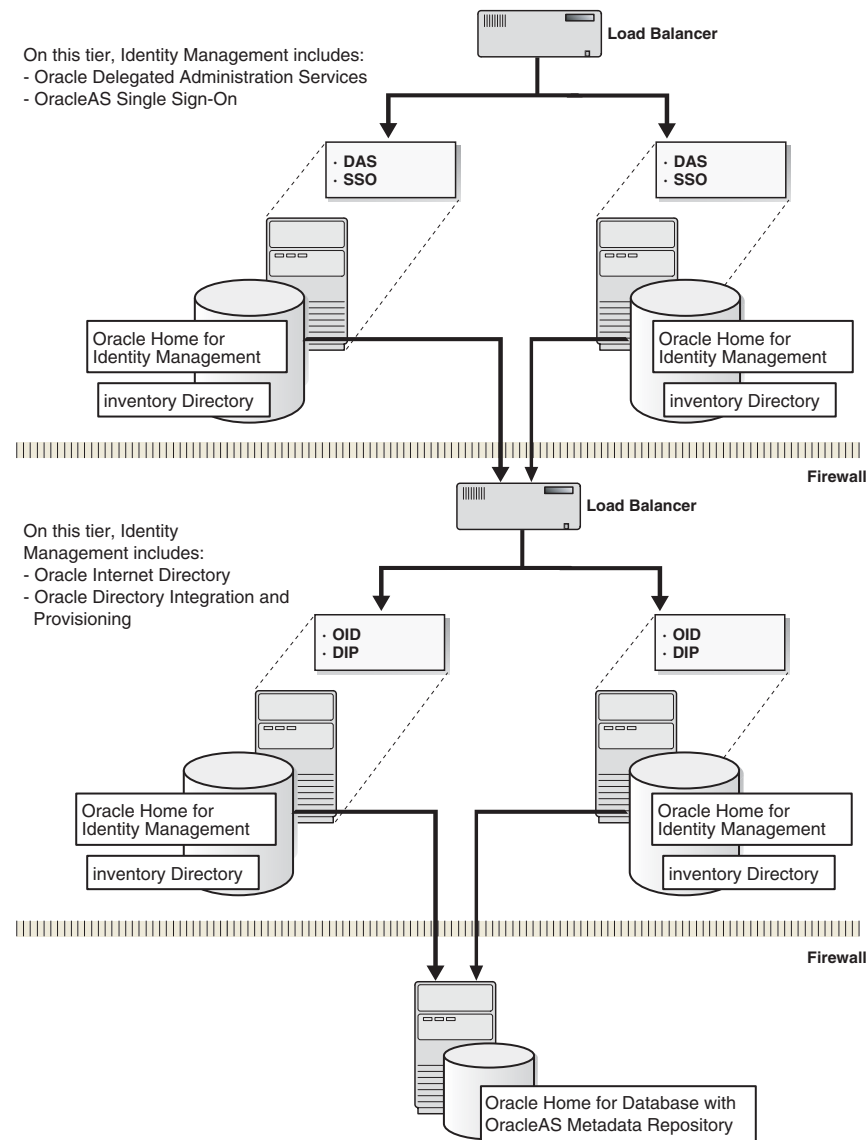 Load Balancer
On this tier, Identity Management includes:
- Oracle Delegated Administration Services
- OracleAS Single Sign-On
· DAS
· SSO
· DAS
· SSO
Oracle Home for
Identity Management
inventory Directory
Oracle Home for
Identity Management
inventory Directory
Firewall
Load Balancer
On this tier, Identity
Management includes:
- Oracle Internet Directory
- Oracle Directory Integration and
Provisioning
· OID
· DIP
· OID
· DIP
Oracle Home for
Identity Management
inventory Directory
Oracle Home for
Identity Management
inventory Directory
Firewall
Oracle Home for Database with
OracleAS Metadata Repository